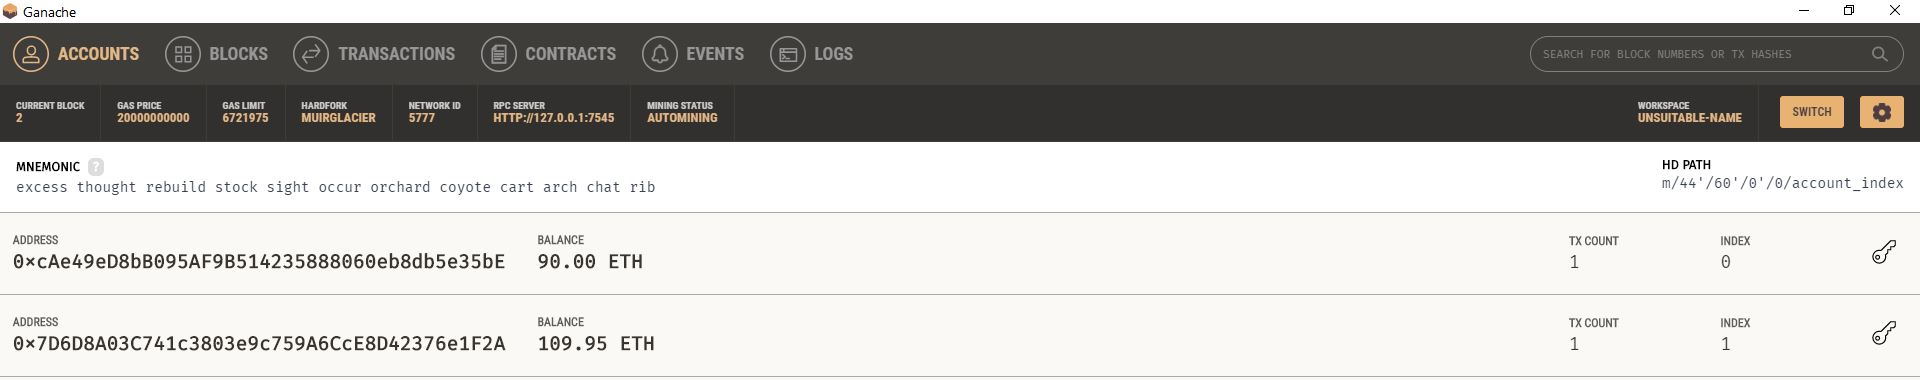 Ganache
ACCOUNTS BLOCKS TRANSACTIONS CONTRACTS EVENTS LOGS SEARCH FOR BLOCK NUMBERS OR TX HASHES
CURRENT BLOCK GAS PRICE GAS LIMIT HARDFORK NETWORK ID RPC SERVER MINING STATUS WORKSPACE SWITCH
2 20000000000 6721975 MUIRGLACIER 5777 HTTP://127.0.0.1:7545 AUTOMINING UNSUITABLE-NAME
MNEMONIC ? HD PATH
excess thought rebuild stock sight occur orchard coyote cart arch chat rib m/44'/60'/0'/0/account_index
ADDRESS BALANCE TX COUNT INDEX
0×cAe49eD8bB095AF9B514235888060eb8db5e35bE 90.00 ETH 1 0
ADDRESS BALANCE TX COUNT INDEX
0×7D6D8A03C741c3803e9c759A6CcE8D42376e1F2A 109.95 ETH 1 1